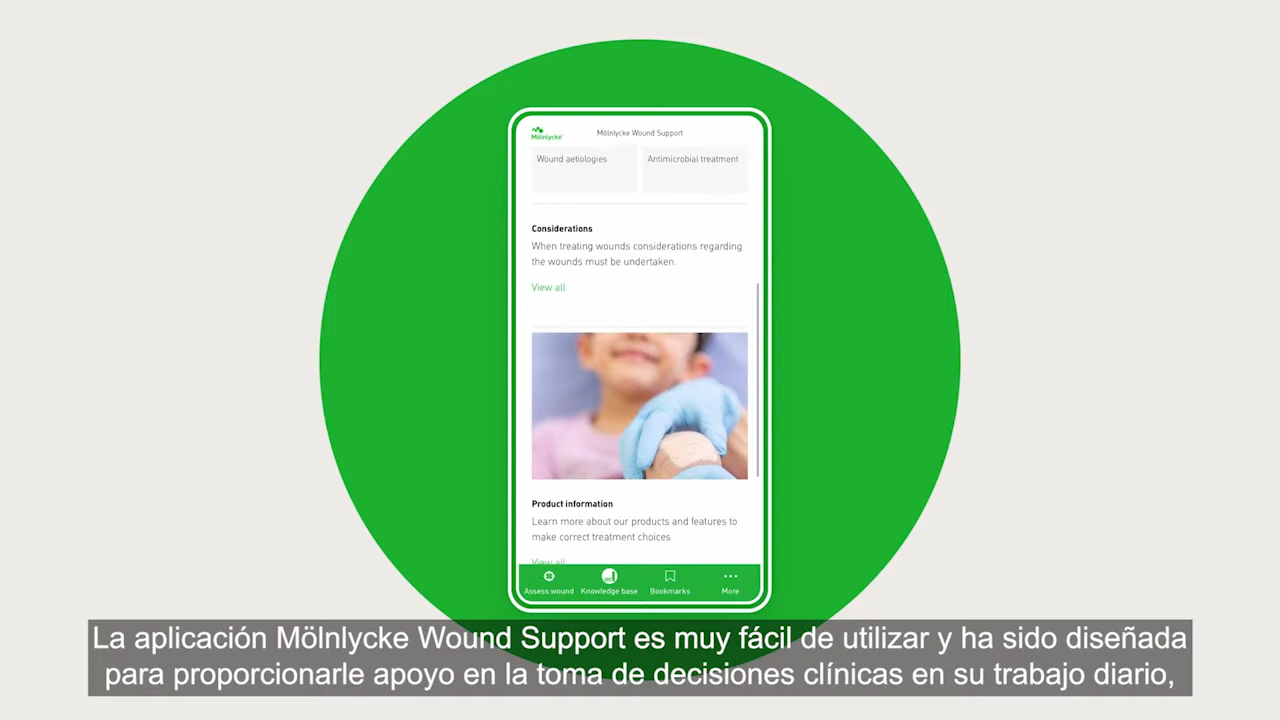 Mölnlycke
Mölnlycke Wound Support
Wound aetiologies
Antimicrobial treatment
Considerations
When treating wounds considerations regarding
the wounds must be undertaken.
View all
Product information
Learn more about our products and features to
make correct treatment choices
View all
Assess wound
Knowledge base
Bookmarks
More
La aplicación Mölnlycke Wound Support es muy fácil de utilizar y ha sido diseñada
para proporcionarle apoyo en la toma de decisiones clínicas en su trabajo diario,